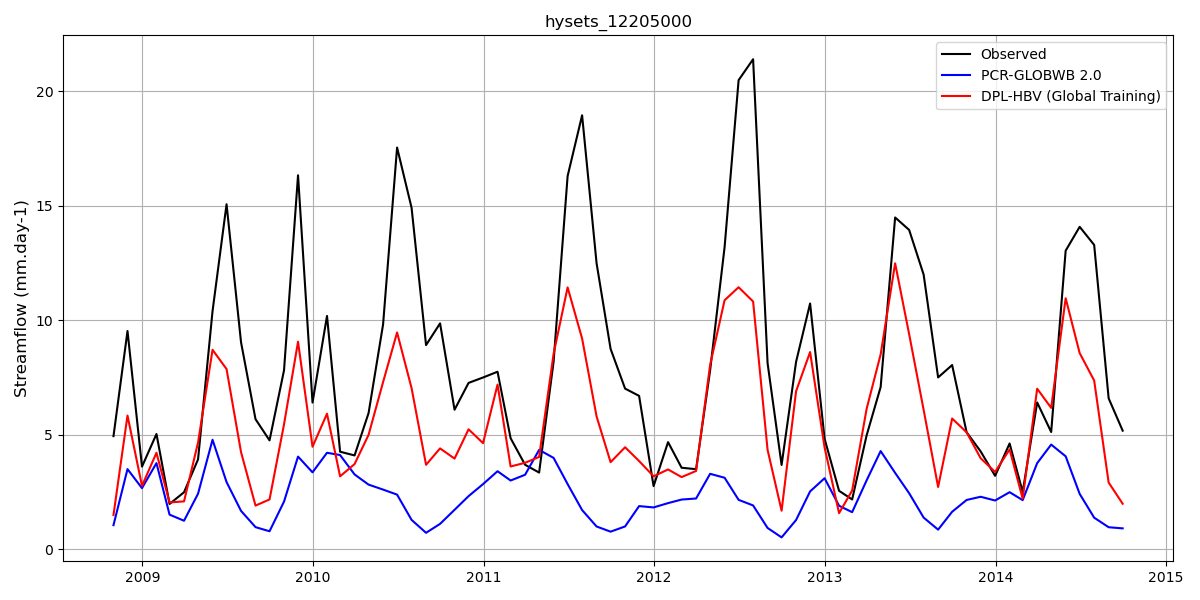 hysets_12205000
Observed
PCR-GLOBWB 2.0
DPL-HBV (Global Training)
Streamflow (mm.day-1)
20
15
10
5
0
2009 2010 2011 2012 2013 2014 2015